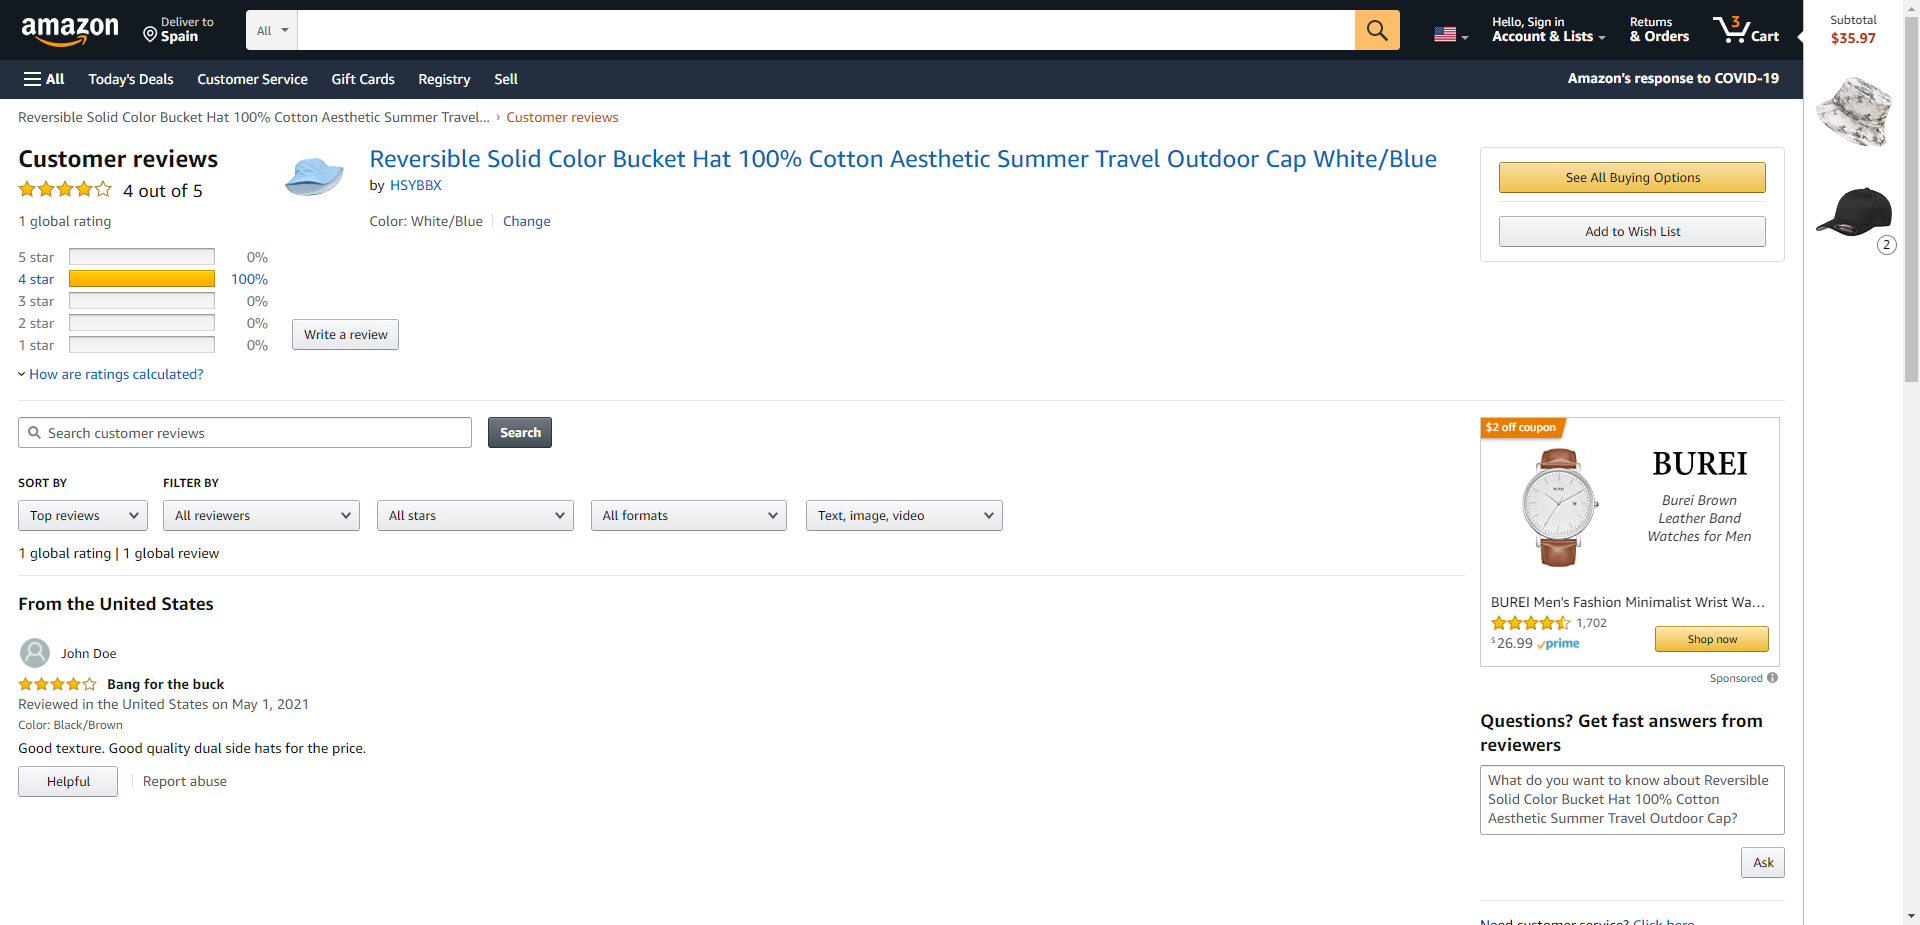 amazon
Deliver to
Spain
All
Hello, Sign in
Account & Lists
Returns
& Orders
3
Cart
Subtotal
$35.97
All
Today's Deals
Customer Service
Gift Cards
Registry
Sell
Amazon's response to COVID-19
Reversible Solid Color Bucket Hat 100% Cotton Aesthetic Summer Travel... › Customer reviews
Customer reviews
4 out of 5
1 global rating
5 star 0%
4 star 100%
3 star 0%
2 star 0%
1 star 0%
How are ratings calculated?
Reversible Solid Color Bucket Hat 100% Cotton Aesthetic Summer Travel Outdoor Cap White/Blue
by HSYBBX
Color: White/Blue
Change
Write a review
See All Buying Options
Add to Wish List
2
Search customer reviews
Search
SORT BY
FILTER BY
Top reviews
All reviewers
All stars
All formats
Text, image, video
1 global rating | 1 global review
From the United States
John Doe
Bang for the buck
Reviewed in the United States on May 1, 2021
Color: Black/Brown
Good texture. Good quality dual side hats for the price.
Helpful
Report abuse
$2 off coupon
BUREI
BUREI
Burei Brown
Leather Band
Watches for Men
BUREI Men's Fashion Minimalist Wrist Wa...
1,702
$26.99 prime
Shop now
Sponsored
Questions? Get fast answers from
reviewers
What do you want to know about Reversible
Solid Color Bucket Hat 100% Cotton
Aesthetic Summer Travel Outdoor Cap?
Ask
Need customer service? Click here